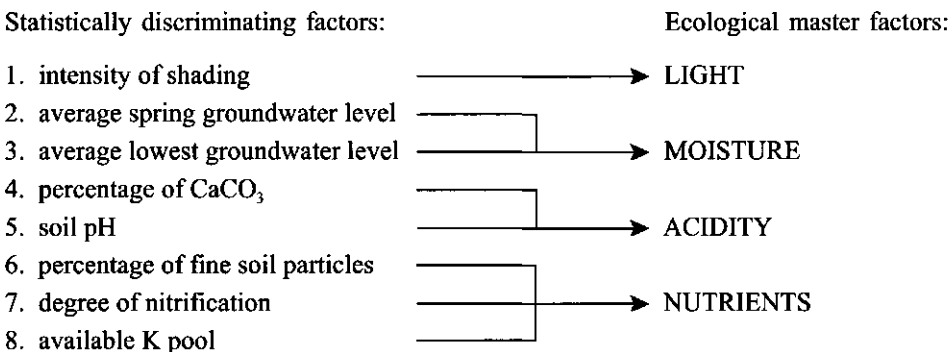 Statistically discriminating factors: Ecological master factors:
1. intensity of shading LIGHT
2. average spring groundwater level
3. average lowest groundwater level MOISTURE
4. percentage of CaCO₃
5. soil pH ACIDITY
6. percentage of fine soil particles
7. degree of nitrification NUTRIENTS
8. available K pool